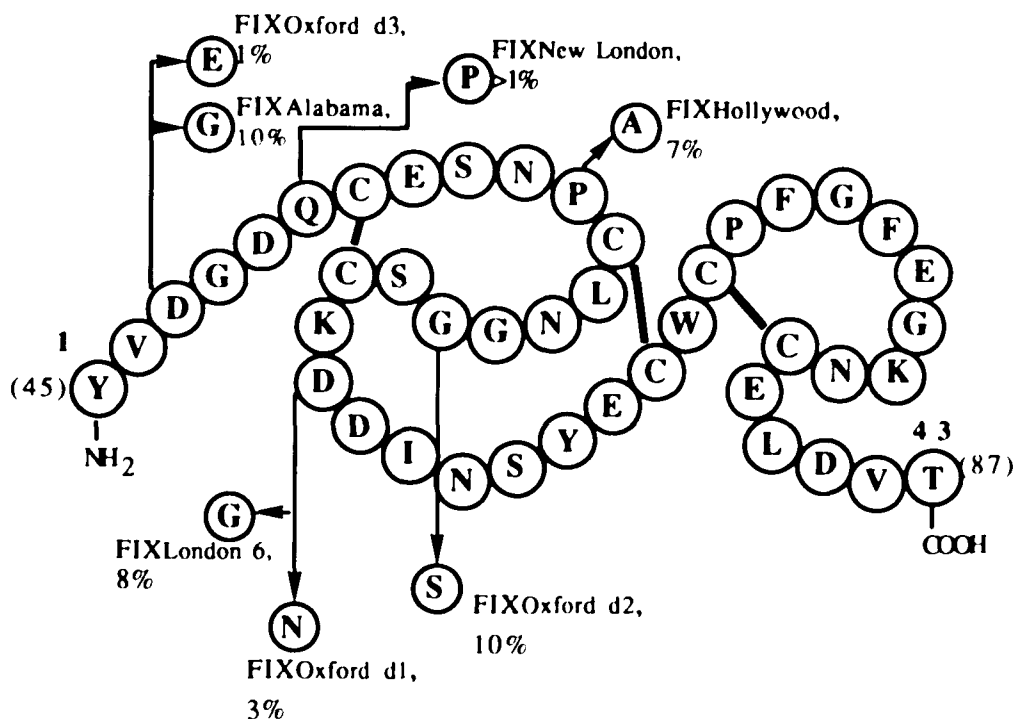 FIXOxford d3,
1%
E
FIXNew London,
>1%
P
FIXAlabama,
10%
G
FIXHollywood,
7%
A
1
(45)
NH2
Y V D G D Q C E S N P C L N G G S C K D D I N S Y E C W C P F G F E G K N C E L D V T
43
(87)
COOH
G
FIXLondon 6,
8%
S
FIXOxford d2,
10%
N
FIXOxford d1,
3%